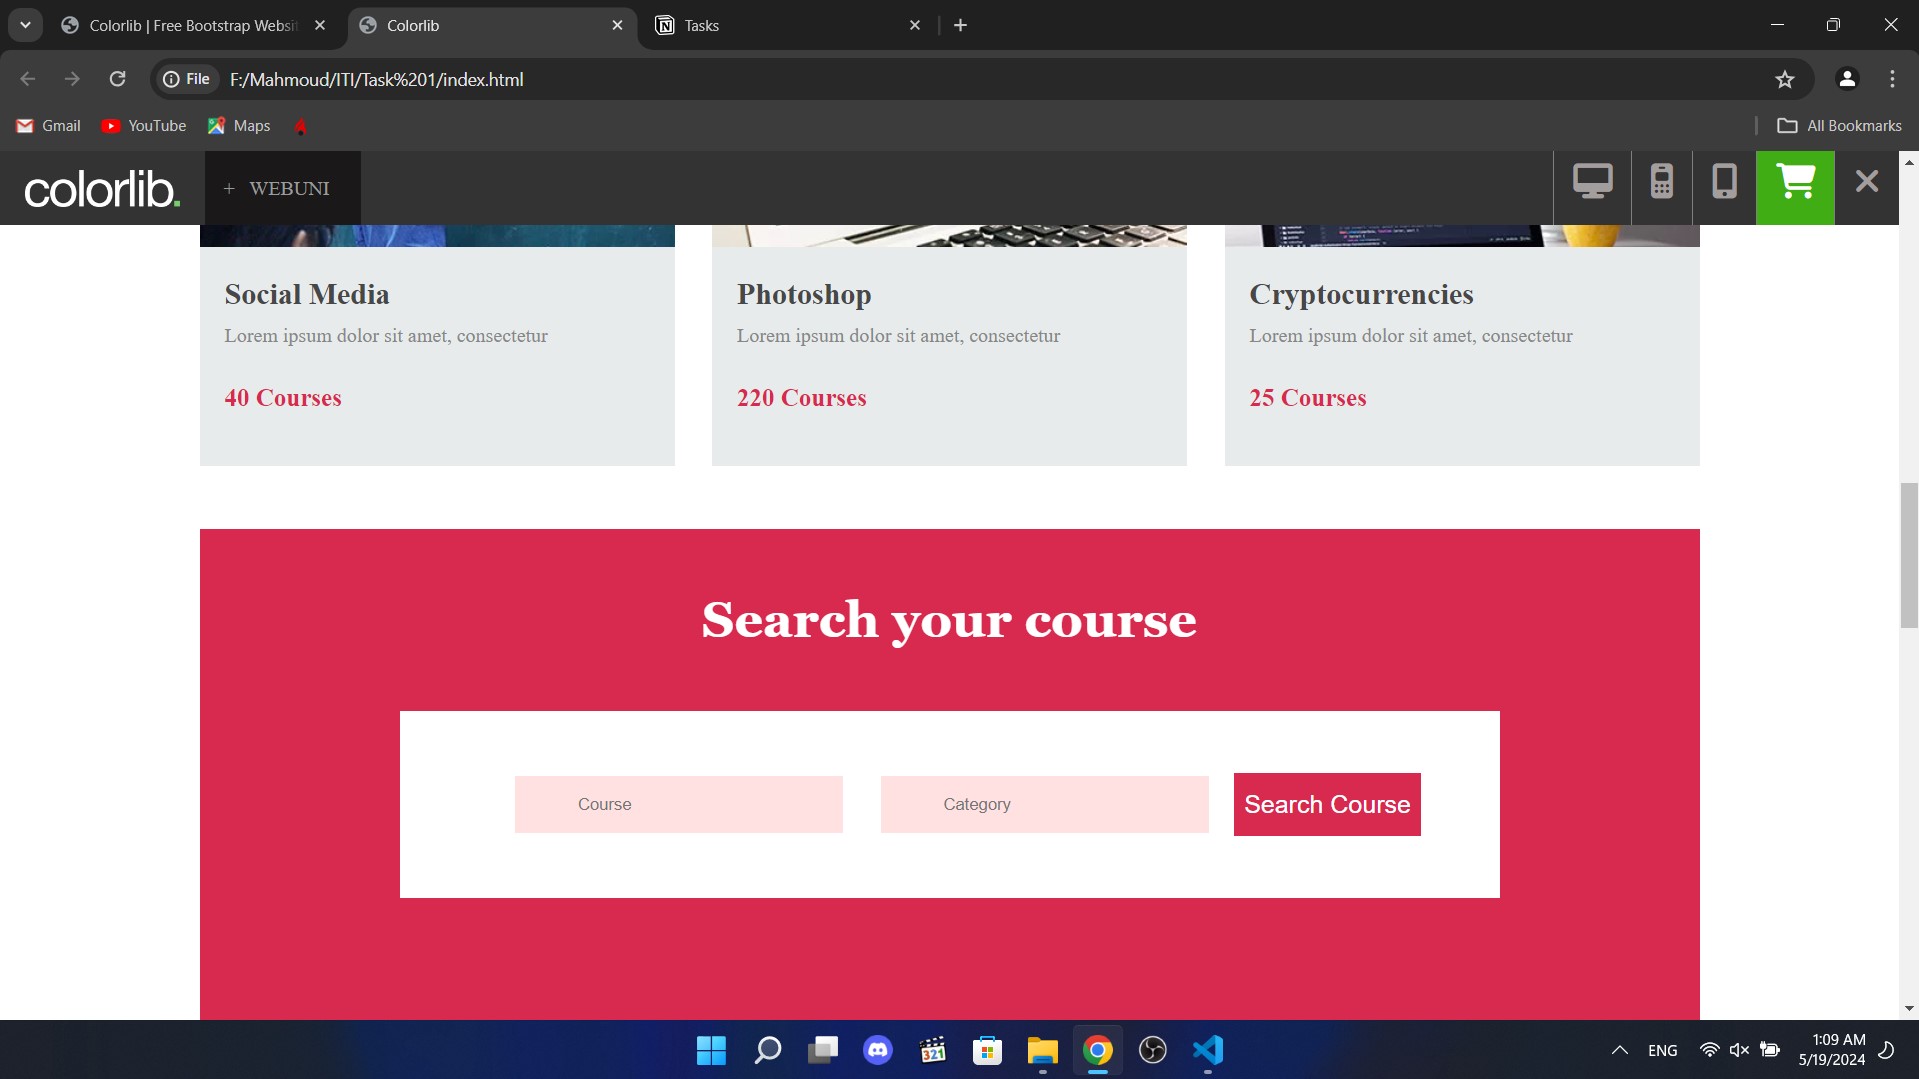 Colorlib | Free Bootstrap Websi
Colorlib
Tasks
File
F:/Mahmoud/ITI/Task%201/index.html
Gmail
YouTube
Maps
All Bookmarks
colorlib.
+ WEBUNI
Social Media
Lorem ipsum dolor sit amet, consectetur
40 Courses
Photoshop
Lorem ipsum dolor sit amet, consectetur
220 Courses
Cryptocurrencies
Lorem ipsum dolor sit amet, consectetur
25 Courses
Search your course
Course
Category
Search Course
321
ENG
1:09 AM
5/19/2024